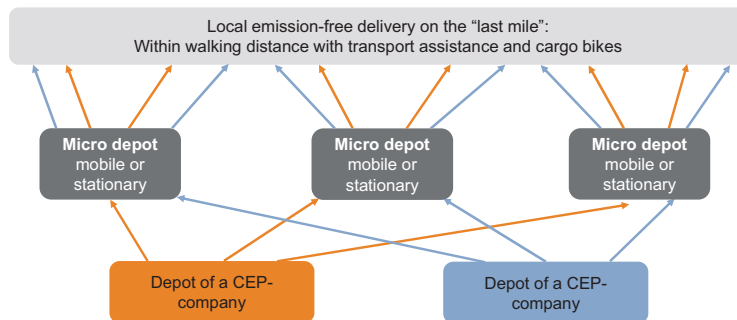 Local emission-free delivery on the “last mile”:
Within walking distance with transport assistance and cargo bikes
Micro depot
mobile or
stationary
Micro depot
mobile or
stationary
Micro depot
mobile or
stationary
Depot of a CEP-
company
Depot of a CEP-
company